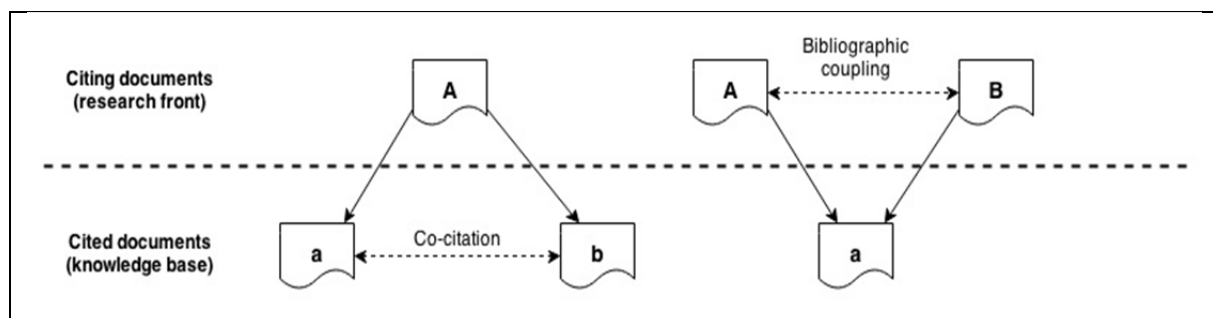 Citing documents
(research front)
A
A
Bibliographic
coupling
B
Cited documents
(knowledge base)
a
Co-citation
b
a